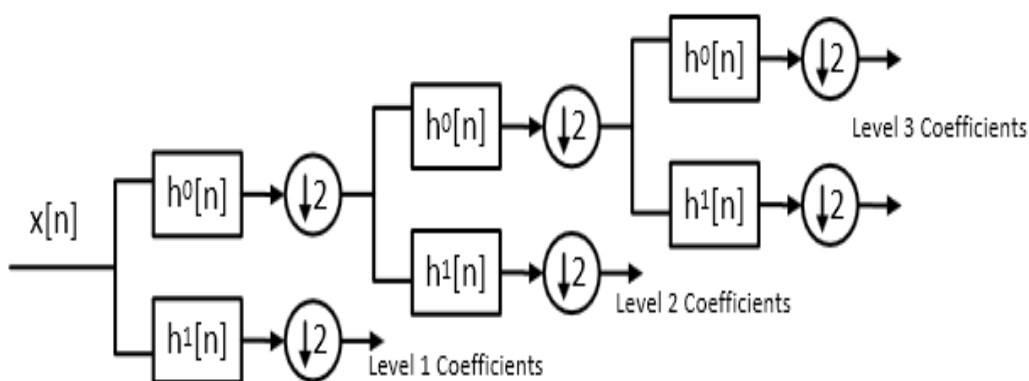 h⁰[n]
↓2
h⁰[n]
↓2
Level 3 Coefficients
h⁰[n]
↓2
h¹[n]
↓2
x[n]
h¹[n]
↓2
Level 2 Coefficients
h¹[n]
↓2
Level 1 Coefficients